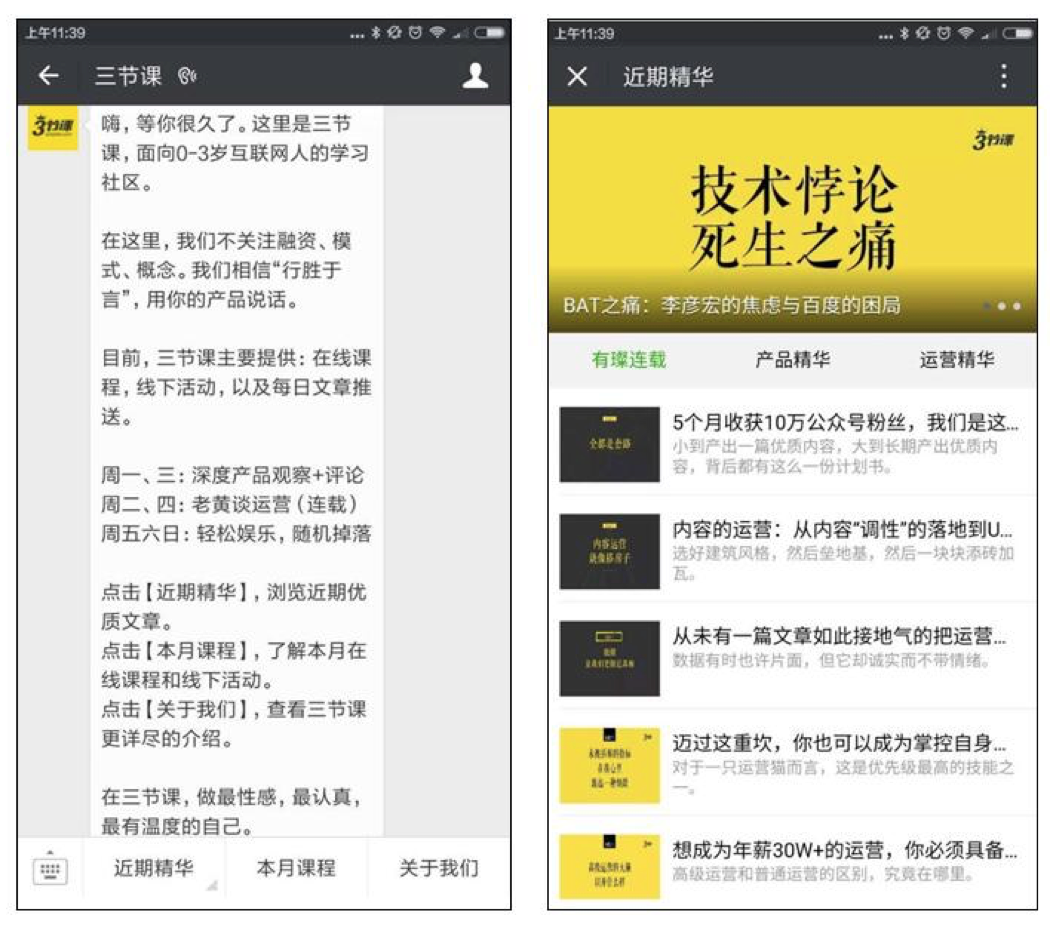 上午11:39
三节课
3节课
嗨，等你很久了。这里是三节
课，面向0-3岁互联网人的学习
社区。
在这里，我们不关注融资、模
式、概念。我们相信“行胜于
言”，用你的产品说话。
目前，三节课主要提供：在线课
程，线下活动，以及每日文章推
送。
周一、三：深度产品观察+评论
周二、四：老黄谈运营（连载）
周五六日：轻松娱乐，随机掉落
点击【近期精华】，浏览近期优
质文章。
点击【本月课程】，了解本月在
线课程和线下活动。
点击【关于我们】，查看三节课
更详尽的介绍。
在三节课，做最性感，最认真，
最有温度的自己。
近期精华
本月课程
关于我们
上午11:39
近期精华
3节课
技术悖论
死生之痛
BAT之痛：李彦宏的焦虑与百度的困局
有璨连载
产品精华
运营精华
全都是套路
5个月收获10万公众号粉丝，我们是这...
小到产出一篇优质内容，大到长期产出优质内
容，背后都有这么一份计划书。
内容运营
就像搭房子
内容的运营：从内容“调性”的落地到U...
选好建筑风格，然后垒地基，然后一块块添砖加
瓦。
从未有一篇文章如此接地气的把运营...
数据有时也许片面，但它却诚实而不带情绪。
迈过这重坎，你也可以成为掌控自身...
对于一只运营猫而言，这是优先级最高的技能之
一。
想成为年薪30W+的运营，你必须具备...
高级运营和普通运营的区别，究竟在哪里。